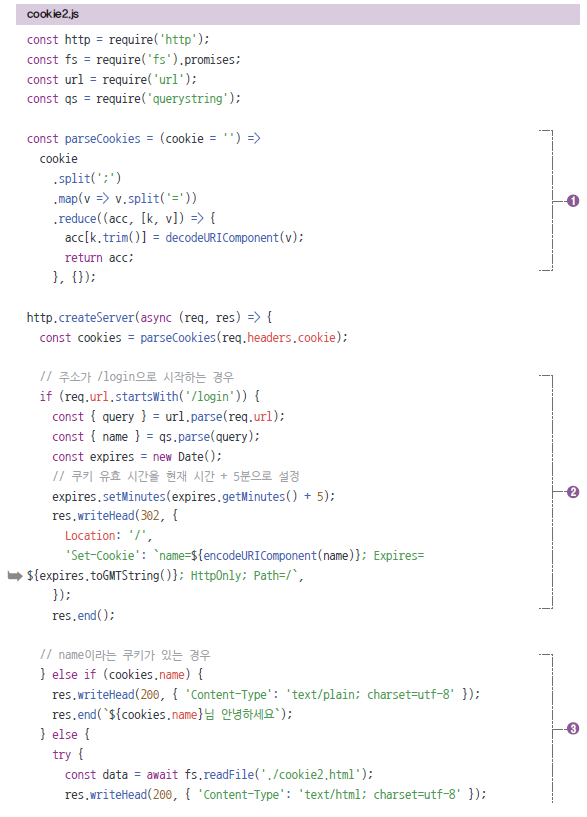 cookie2.js
const http = require('http');
const fs = require('fs').promises;
const url = require('url');
const qs = require('querystring');
const parseCookies = (cookie = '') =>
cookie
.split(';')
.map(v => v.split('='))
.reduce((acc, [k, v]) => {
acc[k.trim()] = decodeURIComponent(v);
return acc;
}, {});
❶
http.createServer(async (req, res) => {
const cookies = parseCookies(req.headers.cookie);
// 주소가 /login으로 시작하는 경우
if (req.url.startsWith('/login')) {
const { query } = url.parse(req.url);
const { name } = qs.parse(query);
const expires = new Date();
// 쿠키 유효 시간을 현재 시간 + 5분으로 설정
expires.setMinutes(expires.getMinutes() + 5);
res.writeHead(302, {
Location: '/',
'Set-Cookie': `name=${encodeURIComponent(name)}; Expires=
${expires.toGMTString()}; HttpOnly; Path=/`,
});
res.end();
❷
// name이라는 쿠키가 있는 경우
} else if (cookies.name) {
res.writeHead(200, { 'Content-Type': 'text/plain; charset=utf-8' });
res.end(`${cookies.name}님 안녕하세요`);
} else {
try {
const data = await fs.readFile('./cookie2.html');
res.writeHead(200, { 'Content-Type': 'text/html; charset=utf-8' });
❸